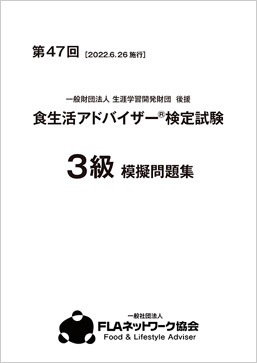 第47回 [2022.6.26施行]
一般財団法人 生涯学習開発財団 後援
食生活アドバイザー®検定試験
3級 模擬問題集
一般社団法人
FLAネットワーク協会
Food & Lifestyle Adviser